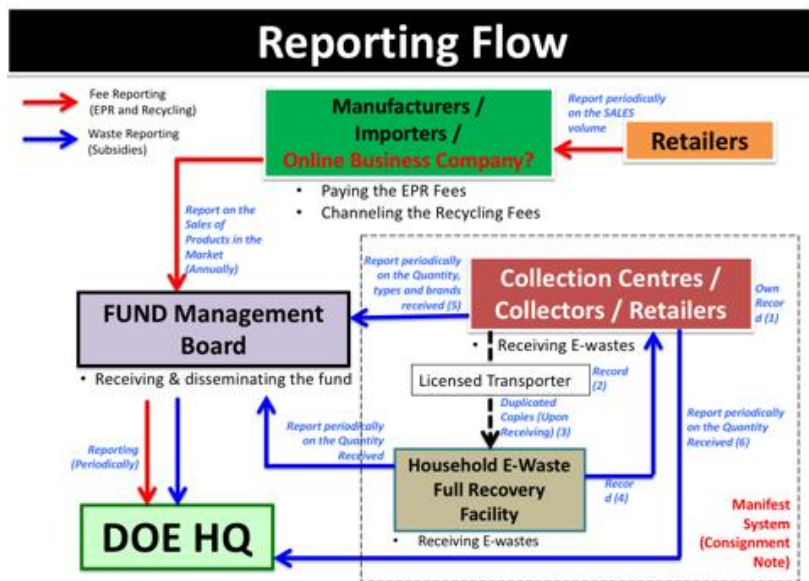 Reporting Flow
Fee Reporting
(EPR and Recycling)
Waste Reporting
(Subsidies)
Manufacturers /
Importers /
Online Business Company?
Report periodically
on the SALES
volume
Retailers
• Paying the EPR Fees
• Channeling the Recycling Fees
Report on the
Sales of
Products in the
Market
(Annually)
Report periodically
on the Quantity,
types and brands
received (5)
Collection Centres /
Collectors / Retailers
Own
Recor
d (1)
FUND Management
Board
• Receiving & disseminating the fund
• Receiving E-wastes
Licensed Transporter
Record
(2)
Duplicated
Copies (Upon
Receiving) (3)
Report periodically
on the Quantity
Received (6)
Reporting
(Periodically)
Report periodically
on the Quantity
Received
Household E-Waste
Full Recovery
Facility
Recor
d (4)
• Receiving E-wastes
DOE HQ
Manifest
System
(Consignment
Note)